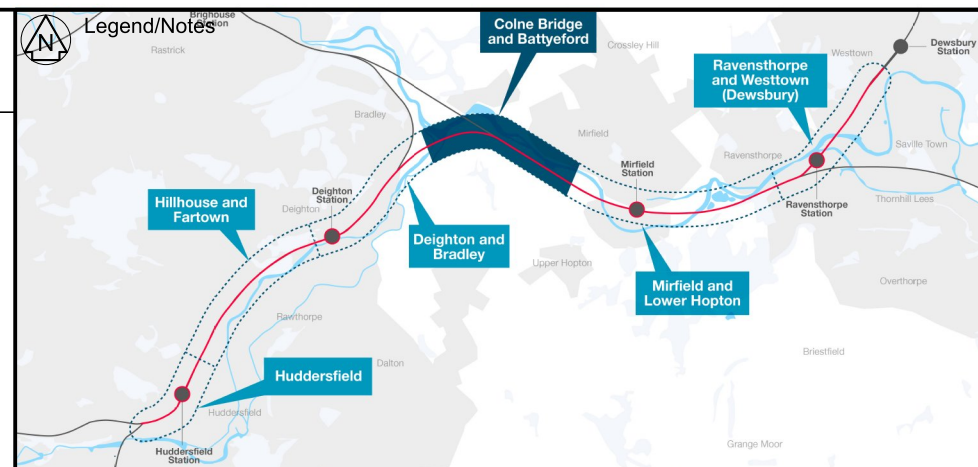 N
Legend/Notes
Brighouse
Station
Rastrick
Colne Bridge
and Battyeford
Crossley Hill
Westtown
Dewsbury
Station
Ravensthorpe
and Westtown
(Dewsbury)
Bradley
Mirfield
Saville Town
Ravensthorpe
Mirfield
Station
Deighton
Station
Deighton
Hillhouse and
Fartown
Ravensthorpe
Station
Thornhill Lees
Deighton and
Bradley
Upper Hopton
Mirfield and
Lower Hopton
Overthorpe
Rawthorpe
Briestfield
Dalton
Huddersfield
Huddersfield
Grange Moor
Huddersfield
Station